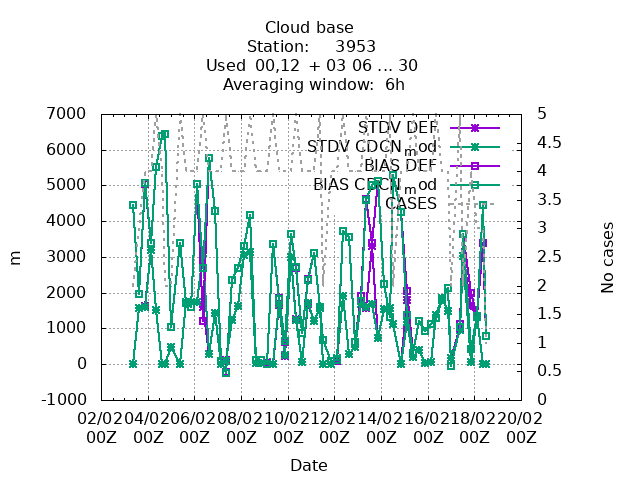 Cloud base
Station: 3953
Used 00,12 + 03 06 ... 30
Averaging window: 6h
7000 5
STDV DEF
6000 4.5
STDV CDCN_mod
BIAS DEF
4
5000
BIAS CDCN_mod
3.5
CASES
4000 3
m
No cases
3000 2.5
2
2000 1.5
1000 1
0 0.5
-1000 0
02/02 04/02 06/02 08/02 10/02 12/02 14/02 16/02 18/02 20/02
00Z 00Z 00Z 00Z 00Z 00Z 00Z 00Z 00Z 00Z
Date